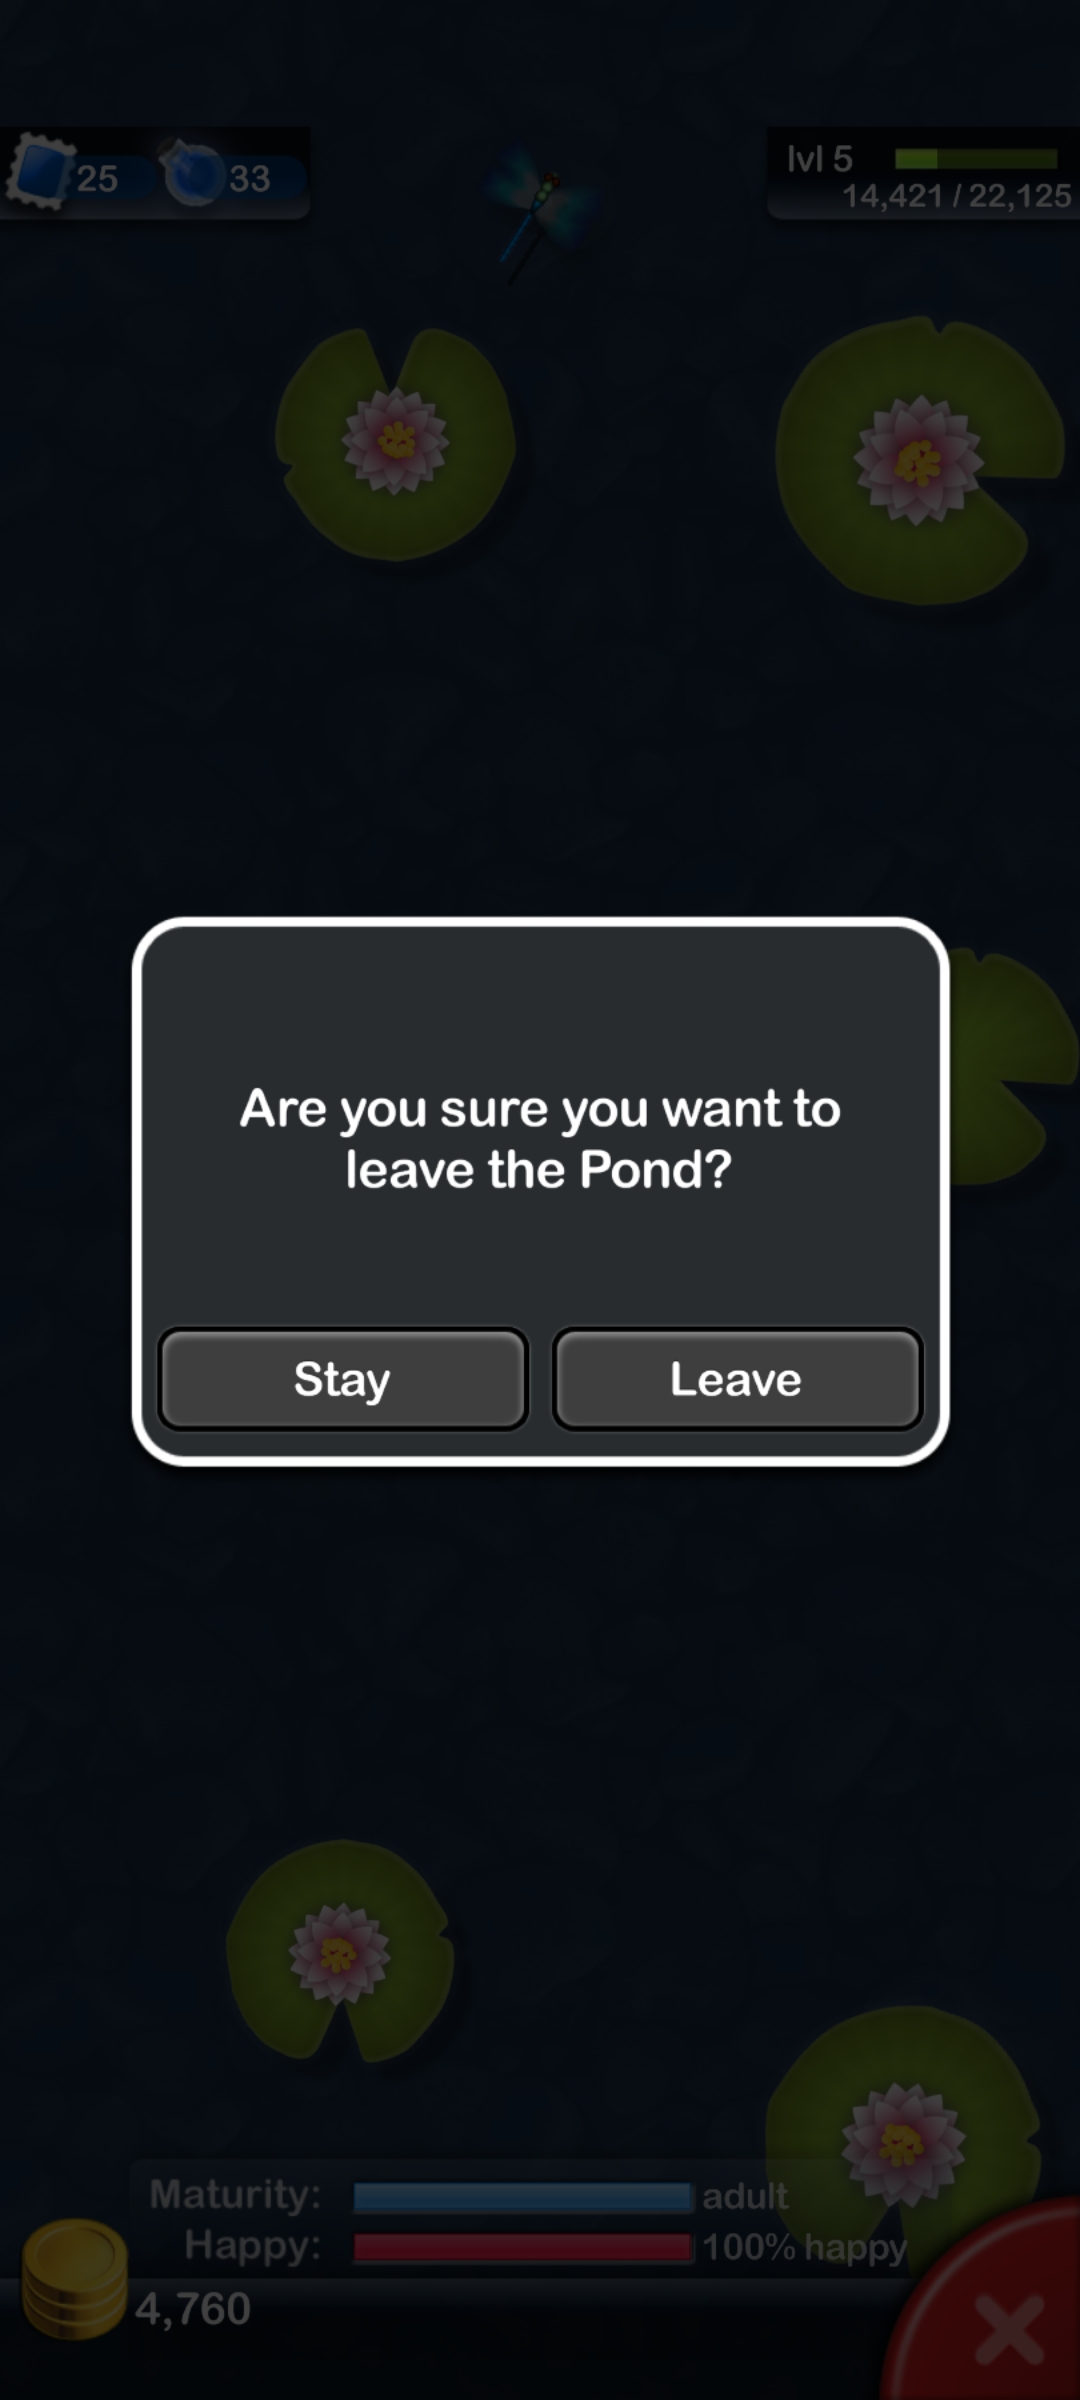 25
33
lvl 5
14,421 / 22,125
Are you sure you want to
leave the Pond?
Stay
Leave
Maturity:
adult
Happy:
100% happy
4,760